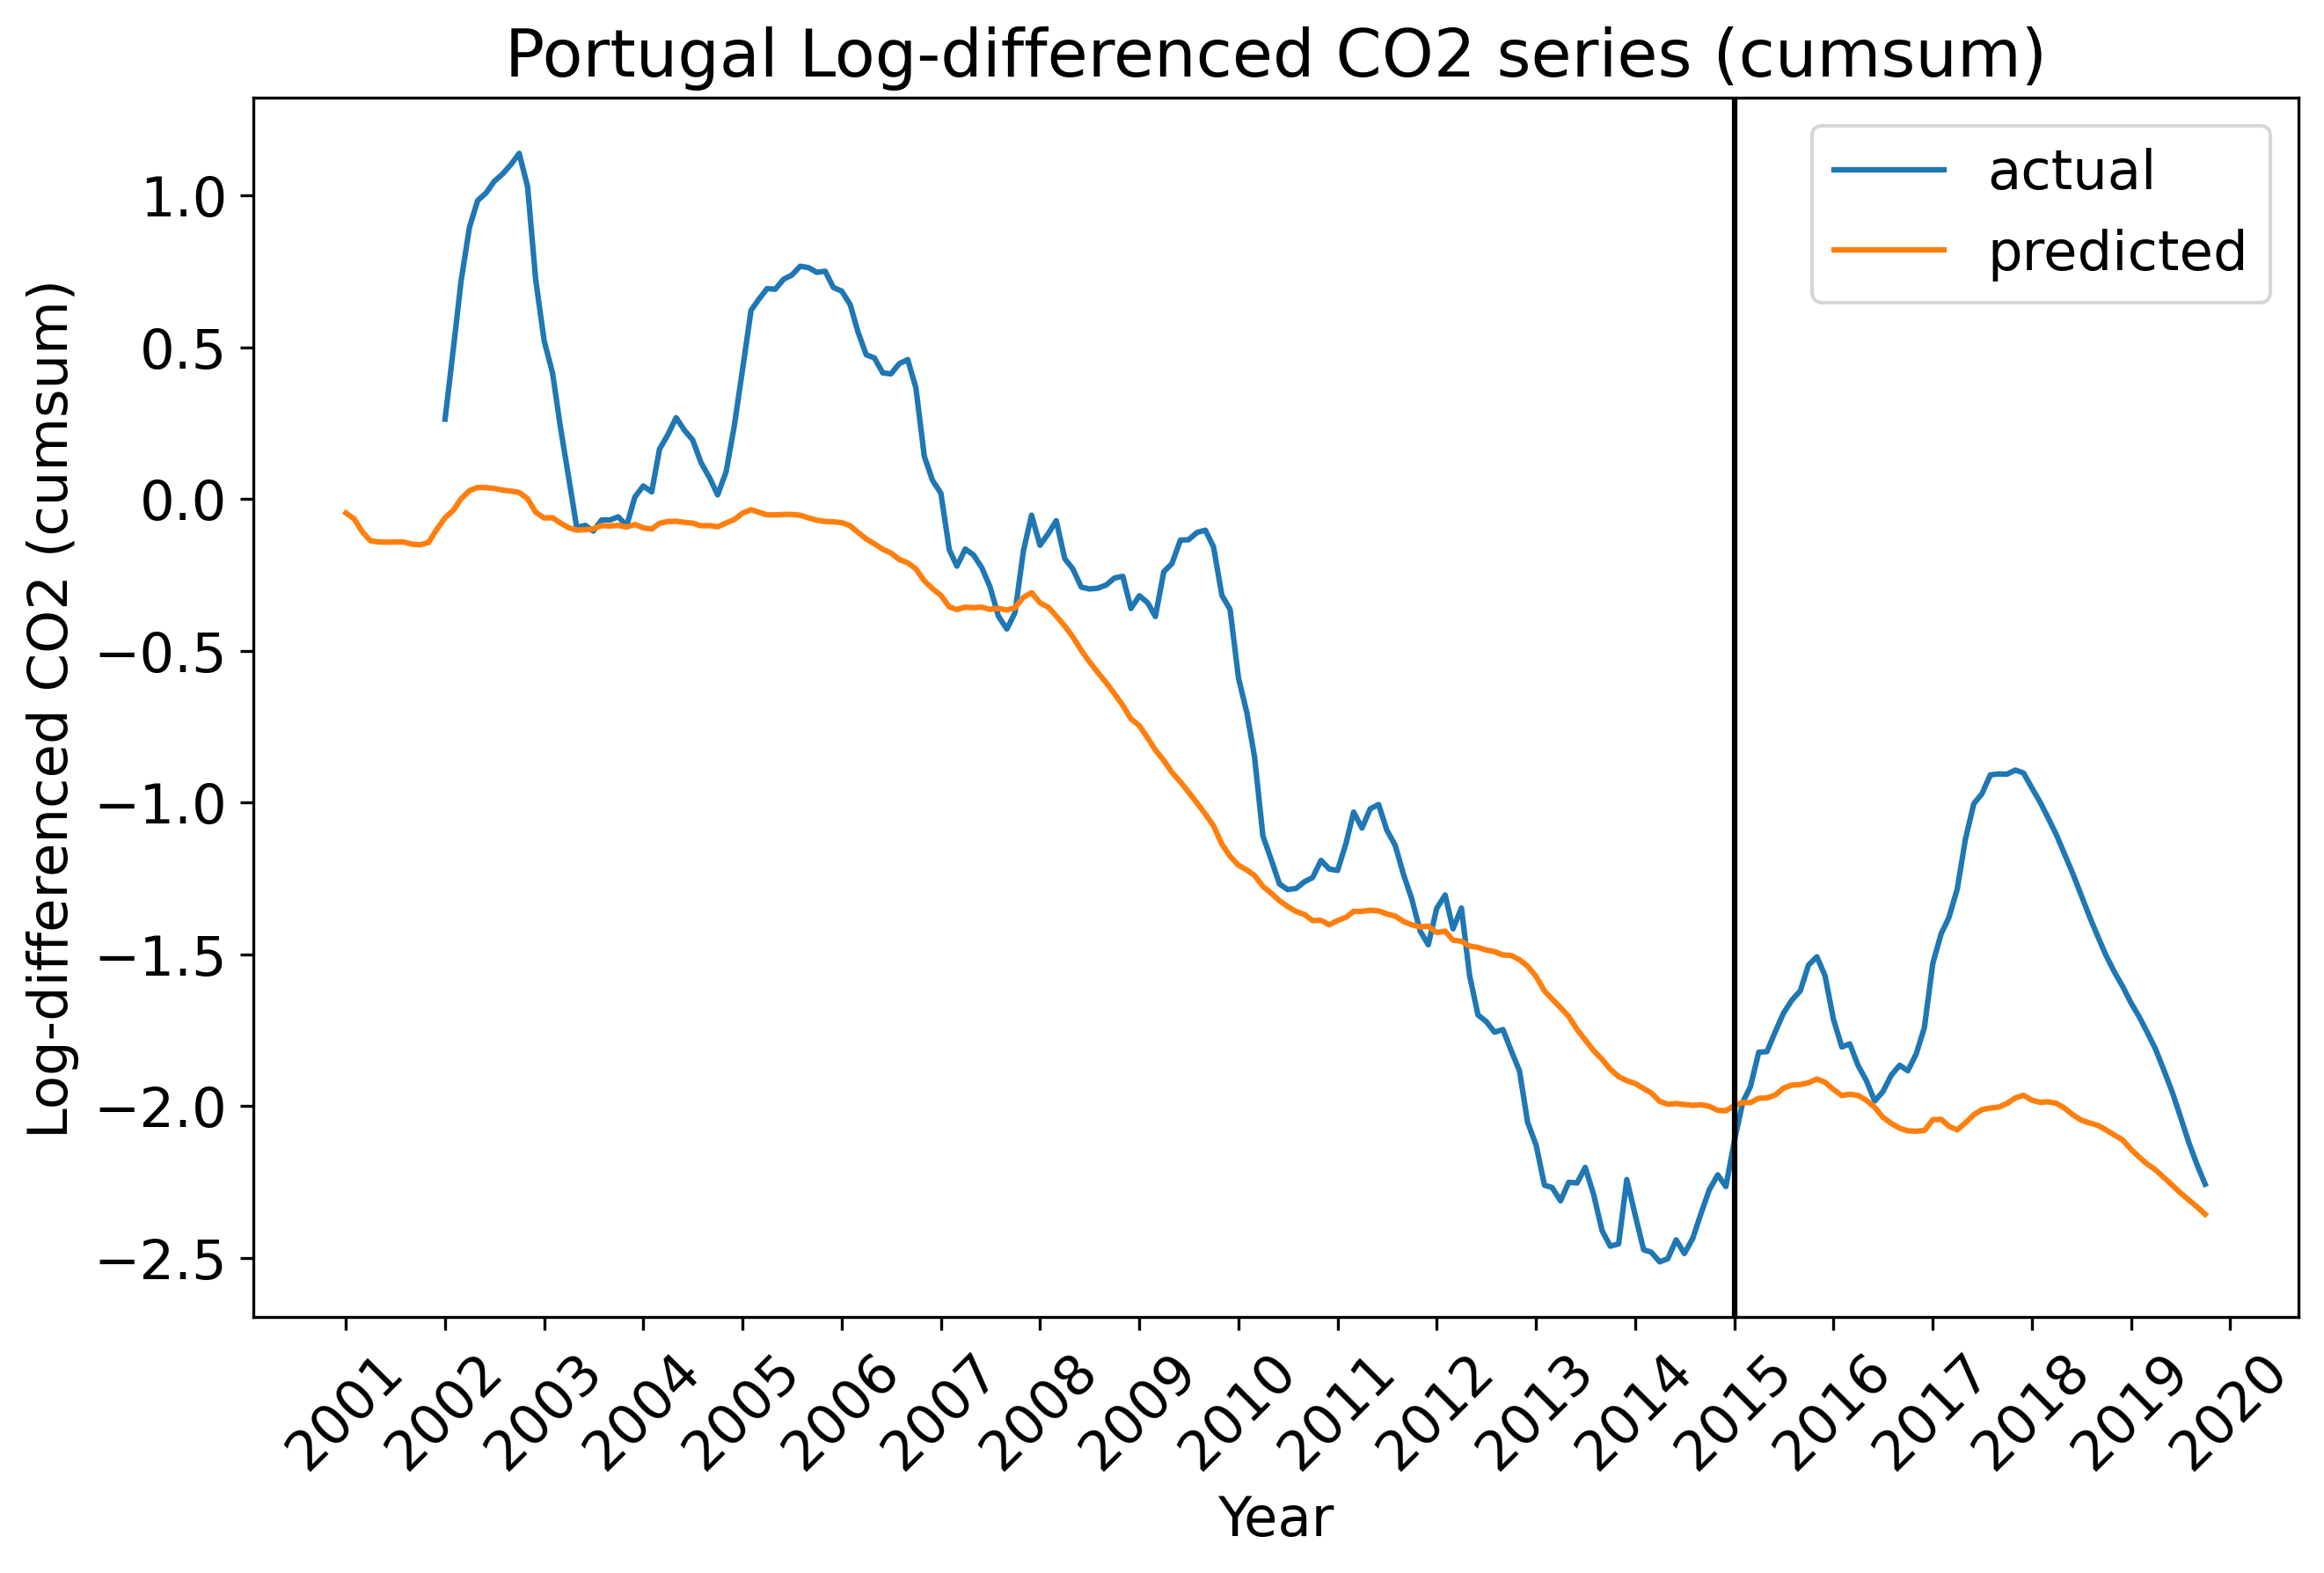 Portugal Log-differenced CO2 series (cumsum)
actual
predicted
Log-differenced CO2 (cumsum)
1.0
0.5
0.0
−0.5
−1.0
−1.5
−2.0
−2.5
2001 2002 2003 2004 2005 2006 2007 2008 2009 2010 2011 2012 2013 2014 2015 2016 2017 2018 2019 2020
Year